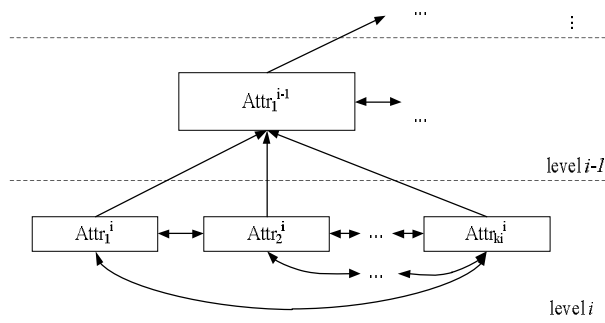 ... ⋮
Attr₁ⁱ⁻¹
...
level i-1
Attr₁ⁱ Attr₂ⁱ ... Attrₖᵢⁱ
...
level i